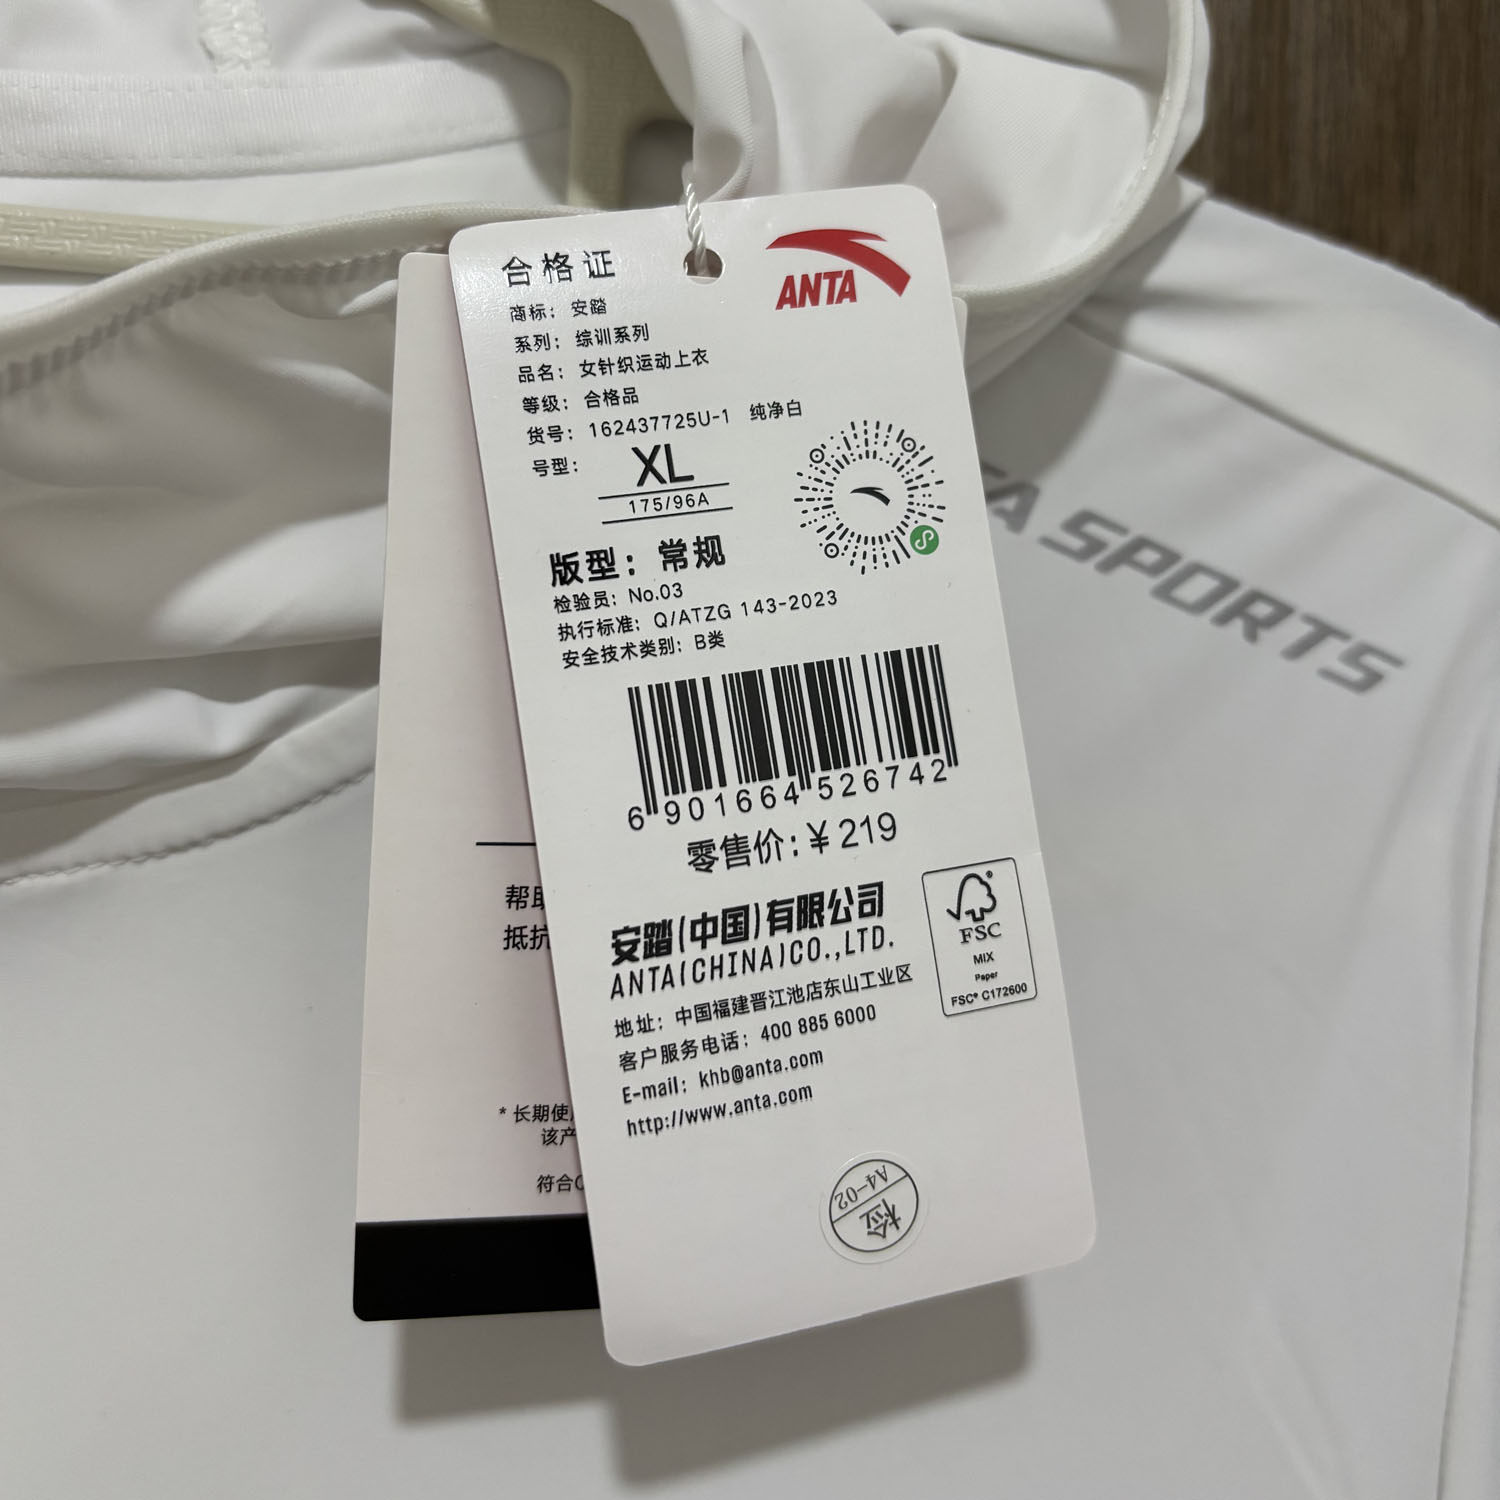 合格证
ANTA
商标：安踏
系列：综训系列
品名：女针织运动上衣
等级：合格品
货号：162437725U-1 纯净白
号型：XL
175/96A
版型：常规
检验员：No.03
执行标准：Q/ATZG 143-2023
安全技术类别：B类
6 901664 526742
零售价：¥ 219
安踏(中国)有限公司
ANTA(CHINA)CO.,LTD.
地址：中国福建晋江池店东山工业区
客户服务电话：400 885 6000
E-mail：khb@anta.com
http://www.anta.com
FSC
MIX
Paper
FSC® C172600
检
A4-02
帮助
抵抗
*长期使
该产
符合
TA SPORTS